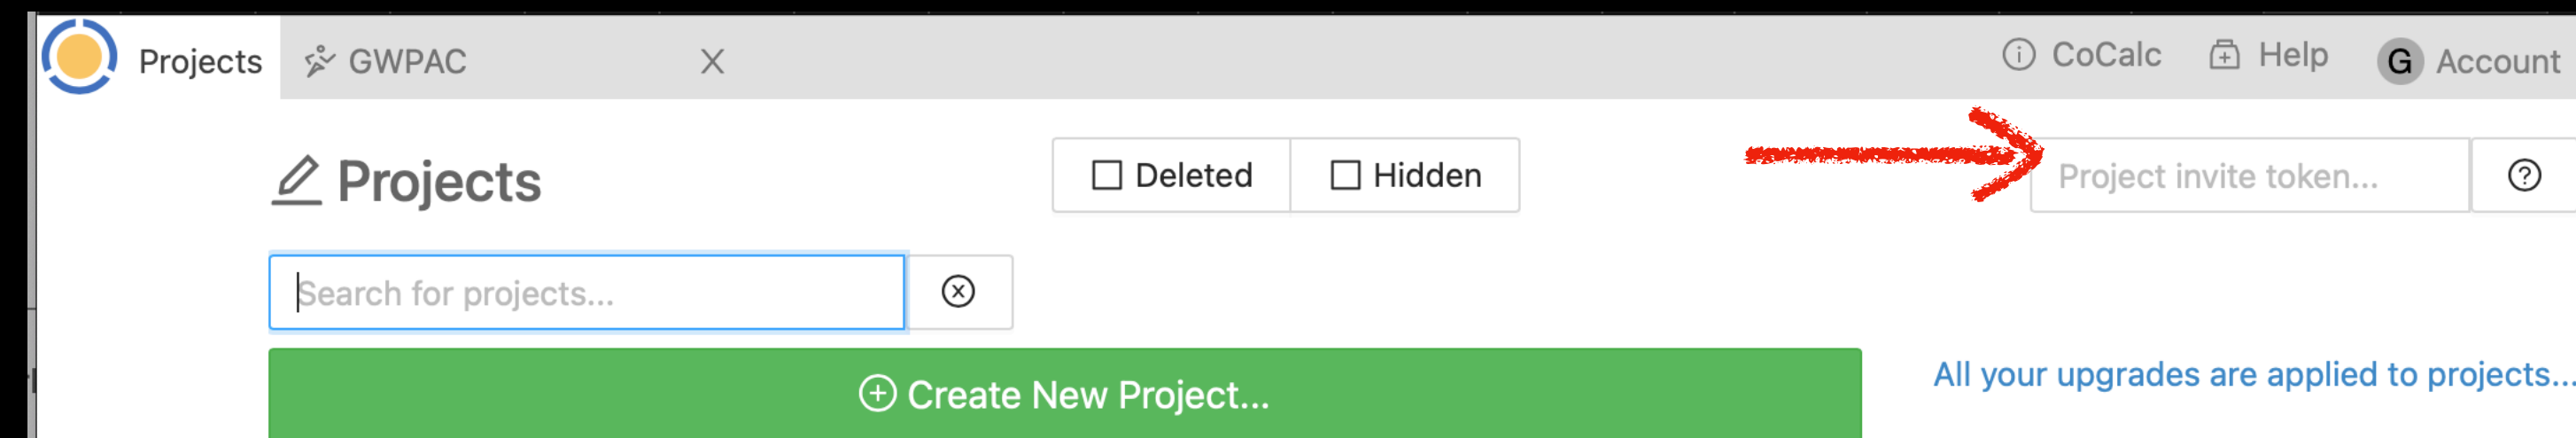 Projects GWPAC X CoCalc Help G Account
Projects Deleted Hidden Project invite token...
Search for projects...
Create New Project...
All your upgrades are applied to projects...